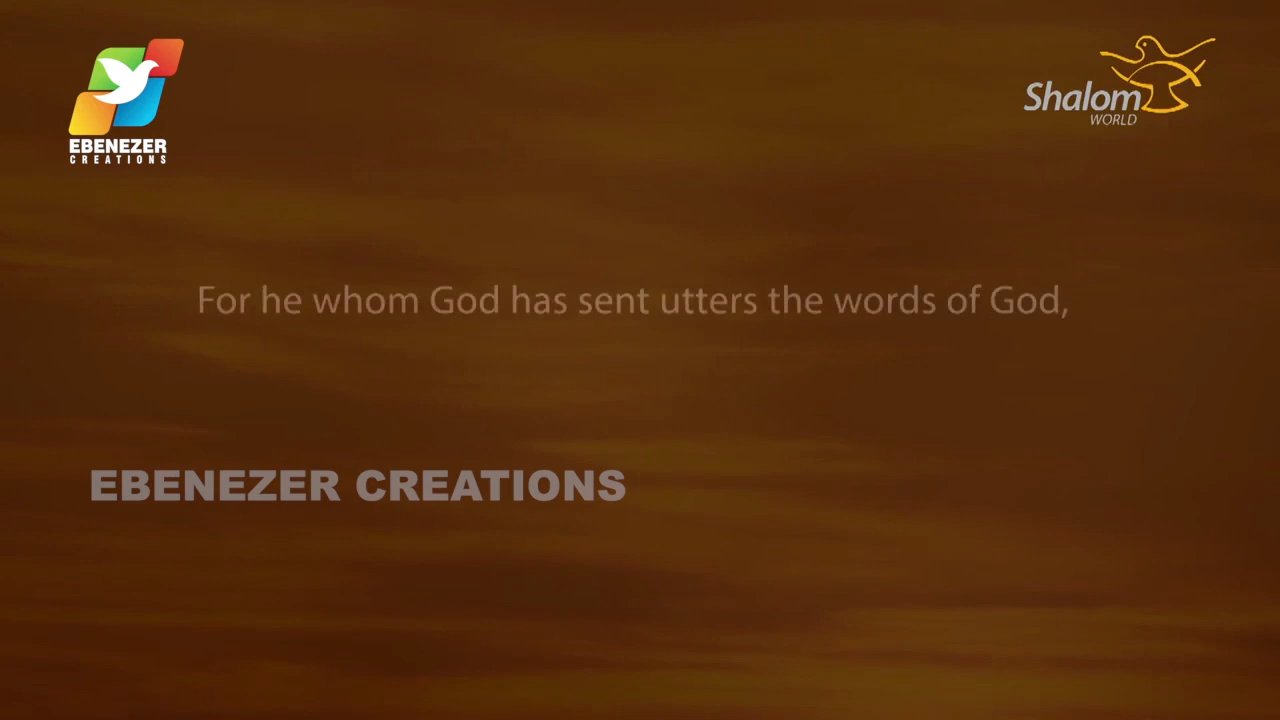 EBENEZER
CREATIONS
Shalom
WORLD
For he whom God has sent utters the words of God,
EBENEZER CREATIONS